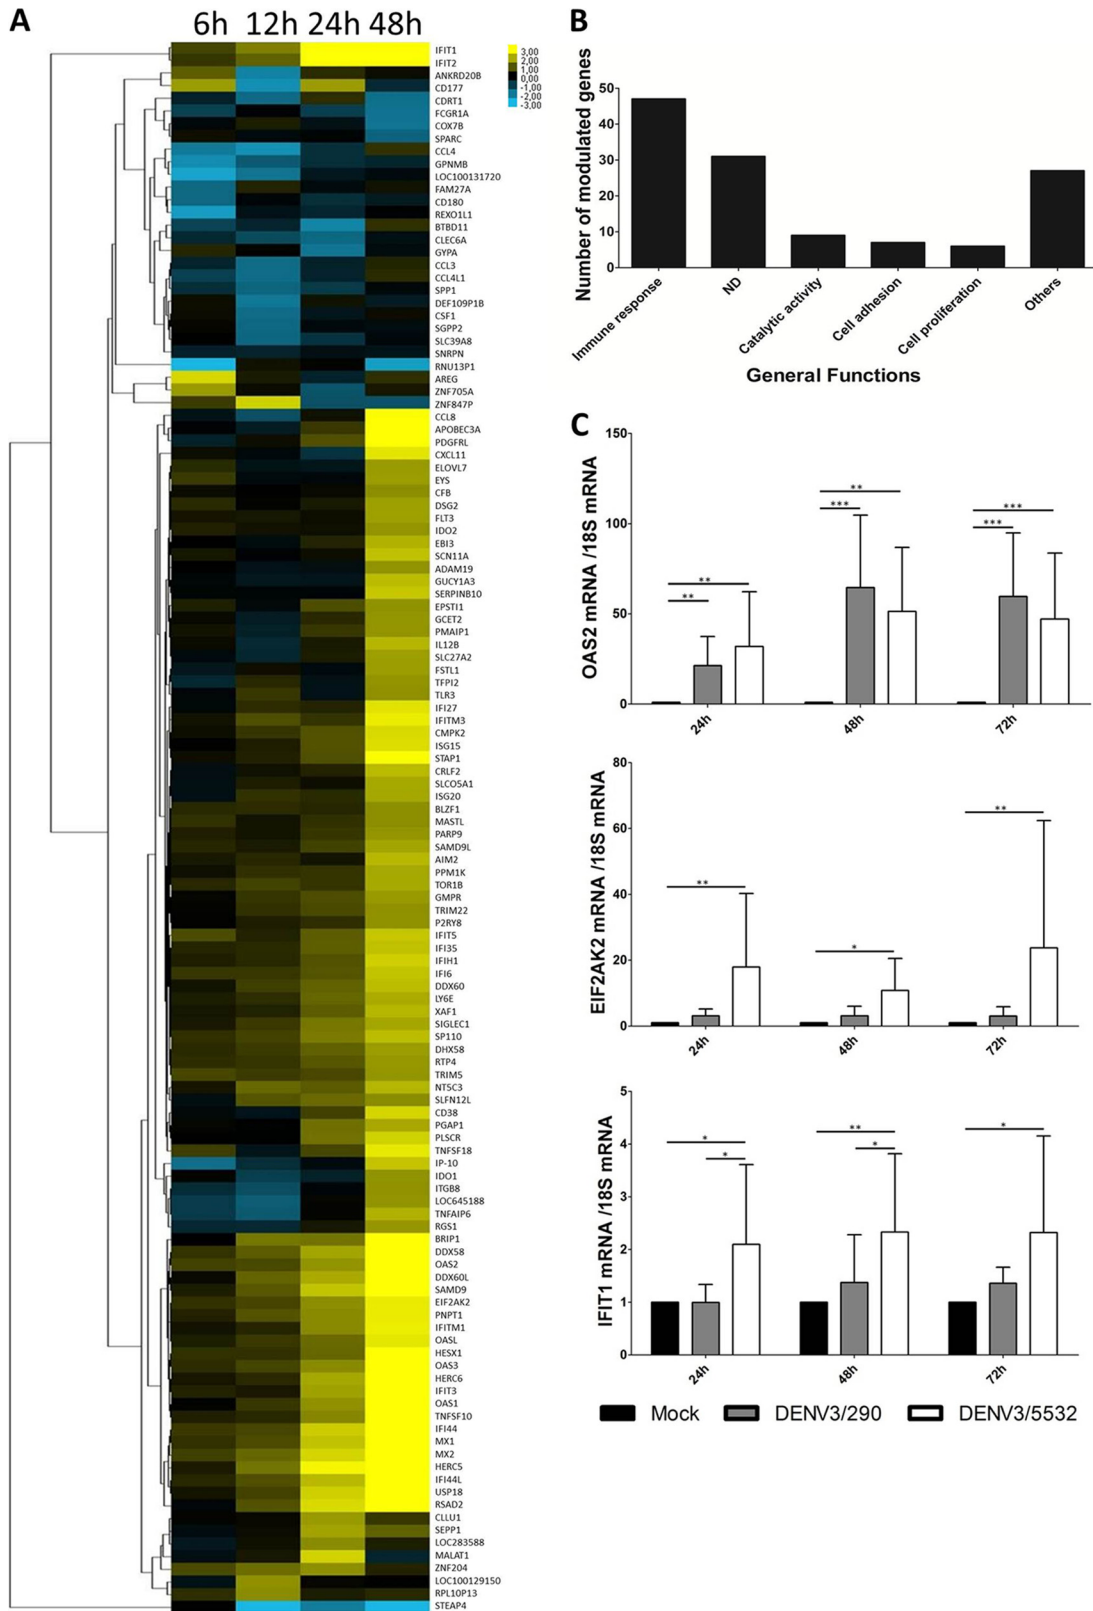 A
6h 12h 24h 48h
3,00
2,00
1,00
0,00
-1,00
-2,00
-3,00
IFIT1
IFIT2
ANKRD20B
CD177
CDRT1
FCGR1A
COX7B
SPARC
CCL4
GPNMB
LOC100131720
FAM27A
CD180
REXO1L1
BTBD11
CLEC6A
GYPA
CCL3
CCL4L1
SPP1
DEF109P1B
CSF1
SGPP2
SLC39A8
SNRPN
RNU13P1
AREG
ZNF705A
ZNF847P
CCL8
APOBEC3A
PDGFRL
CXCL11
ELOVL7
EYS
CFB
DSG2
FLT3
IDO2
EBI3
SCN11A
ADAM19
GUCY1A3
SERPINB10
EPSTI1
GCET2
PMAIP1
IL12B
SLC27A2
FSTL1
TFPI2
TLR3
IFI27
IFITM3
CMPK2
ISG15
STAP1
CRLF2
SLCO5A1
ISG20
BLZF1
MASTL
PARP9
SAMD9L
AIM2
PPM1K
TOR1B
GMPR
TRIM22
P2RY8
IFIT5
IFI35
IFIH1
IFI6
DDX60
LY6E
XAF1
SIGLEC1
SP110
DHX58
RTP4
TRIM5
NT5C3
SLFN12L
CD38
PGAP1
PLSCR
TNFSF18
IP-10
IDO1
ITGB8
LOC645188
TNFAIP6
RGS1
BRIP1
DDX58
OAS2
DDX60L
SAMD9
EIF2AK2
PNPT1
IFITM1
OASL
HESX1
OAS3
HERC6
IFIT3
OAS1
TNFSF10
IFI44
MX1
MX2
HERC5
IFI44L
USP18
RSAD2
CLLU1
SEPP1
LOC283588
MALAT1
ZNF204
LOC100129150
RPL10P13
STEAP4
B
Number of modulated genes
50
40
30
20
10
0
Immune response
ND
Catalytic activity
Cell adhesion
Cell proliferation
Others
General Functions
C
OAS2 mRNA /18S mRNA
150
100
50
0
**
**
**
***
***
***
24h
48h
72h
EIF2AK2 mRNA /18S mRNA
80
60
40
20
0
**
*
**
24h
48h
72h
IFIT1 mRNA /18S mRNA
5
4
3
2
1
0
*
*
**
*
*
24h
48h
72h
Mock DENV3/290 DENV3/5532